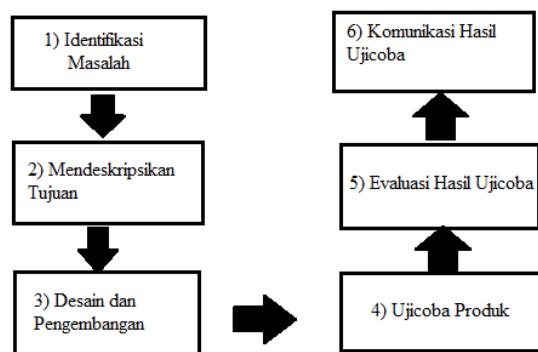 1) Identifikasi
Masalah
2) Mendeskripsikan
Tujuan
3) Desain dan
Pengembangan
4) Ujicoba Produk
5) Evaluasi Hasil Ujicoba
6) Komunikasi Hasil
Ujicoba